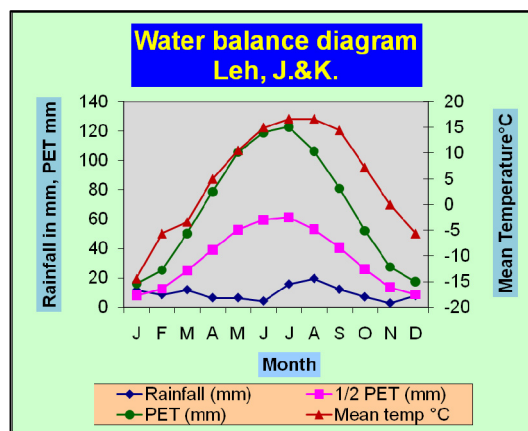 Water balance diagram
Leh, J.&K.
Rainfall in mm, PET mm
140
120
100
80
60
40
20
0
20
15
10
5
0
-5
-10
-15
-20
Mean Temperature°C
J F M A M J J A S O N D
Month
Rainfall (mm) 1/2 PET (mm)
PET (mm) Mean temp °C